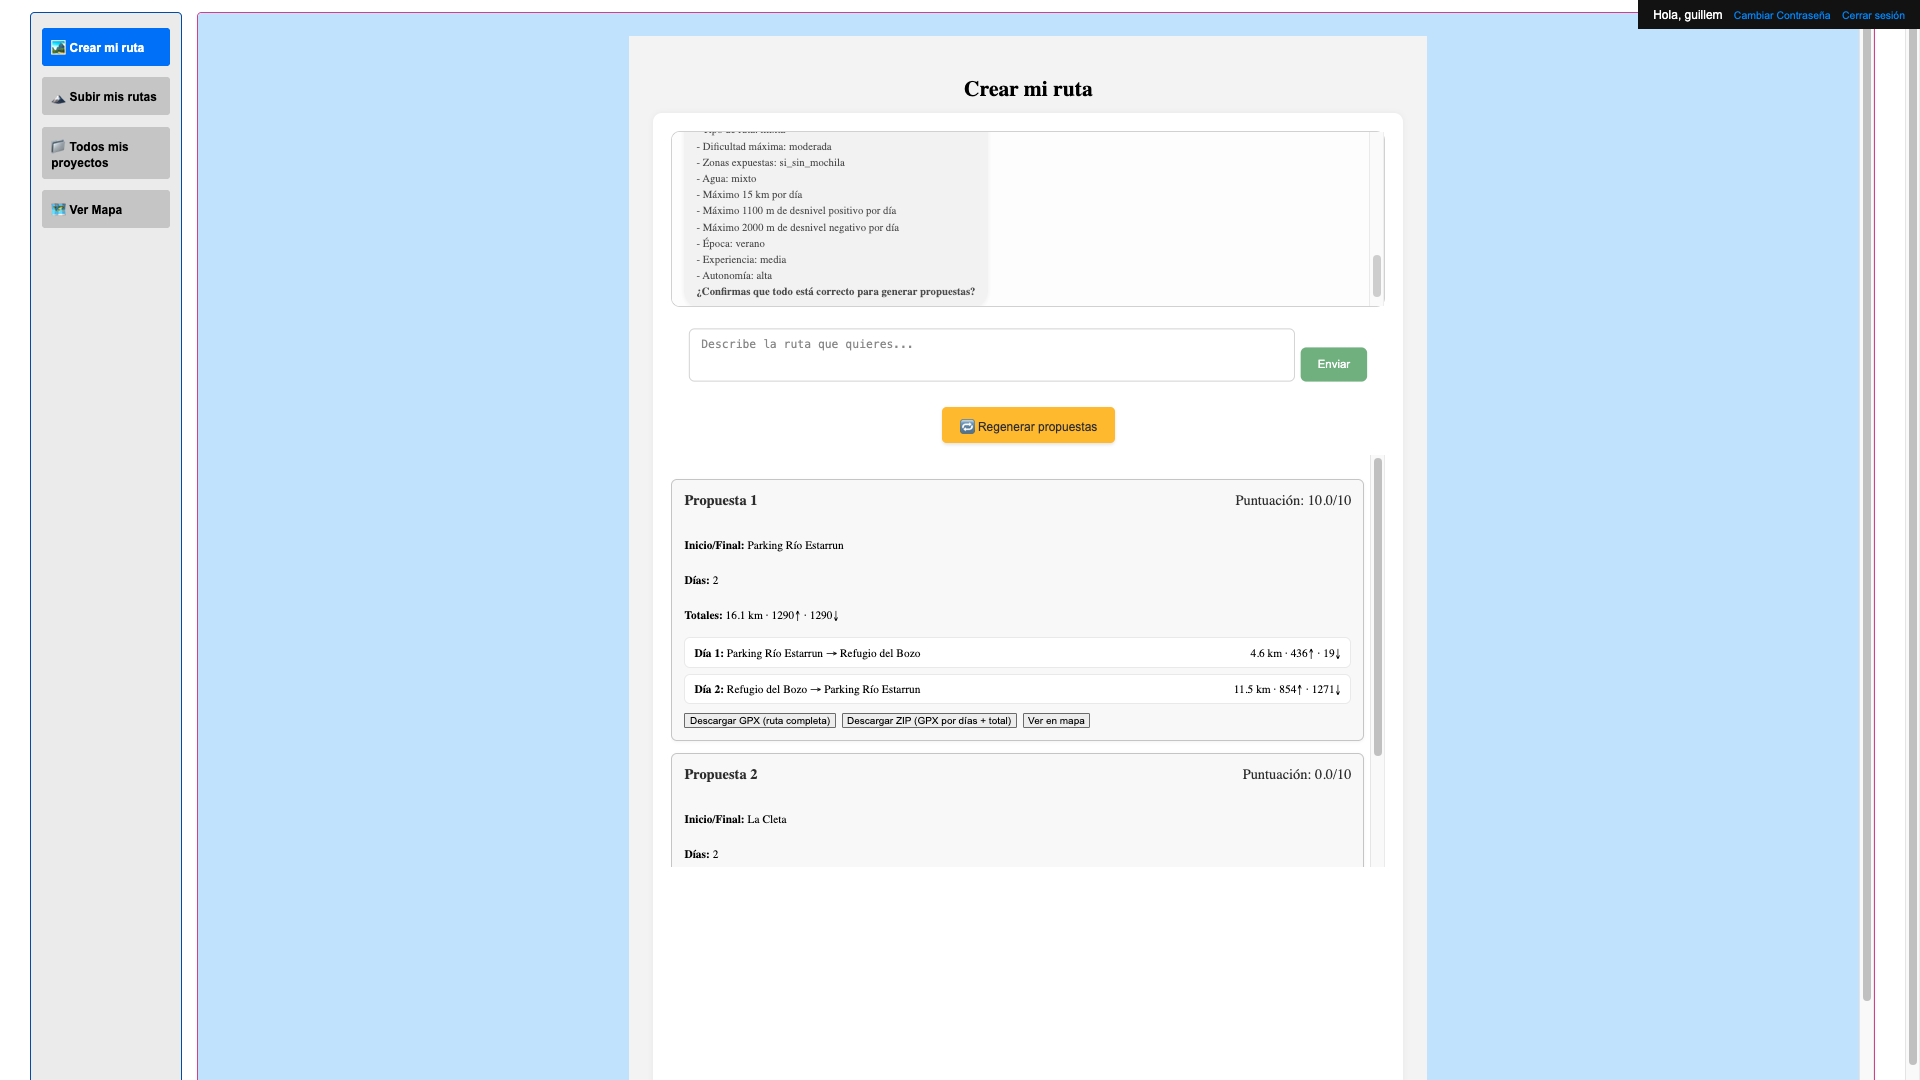 Hola, guillem Cambiar Contraseña Cerrar sesión
Crear mi ruta
Subir mis rutas
Todos mis
proyectos
Ver Mapa
Crear mi ruta
- Dificultad máxima: moderada
- Zonas expuestas: si_sin_mochila
- Agua: mixto
- Máximo 15 km por día
- Máximo 1100 m de desnivel positivo por día
- Máximo 2000 m de desnivel negativo por día
- Época: verano
- Experiencia: media
- Autonomía: alta
¿Confirmas que todo está correcto para generar propuestas?
Describe la ruta que quieres...
Enviar
Regenerar propuestas
Propuesta 1 Puntuación: 10.0/10
Inicio/Final: Parking Río Estarrun
Días: 2
Totales: 16.1 km · 1290↑ · 1290↓
Día 1: Parking Río Estarrun → Refugio del Bozo 4.6 km · 436↑ · 19↓
Día 2: Refugio del Bozo → Parking Río Estarrun 11.5 km · 854↑ · 1271↓
Descargar GPX (ruta completa) Descargar ZIP (GPX por días + total) Ver en mapa
Propuesta 2 Puntuación: 0.0/10
Inicio/Final: La Cleta
Días: 2